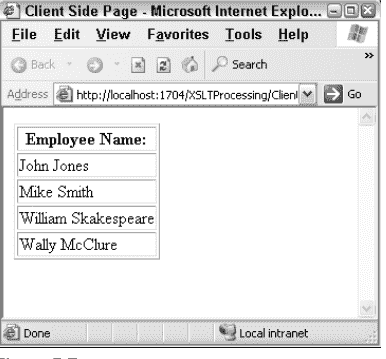 Client Side Page - Microsoft Internet Explo...
File Edit View Favorites Tools Help
Back Search »
Address http://localhost:1704/XSLTProcessing/Client Go
Employee Name:
John Jones
Mike Smith
William Skakespeare
Wally McClure
Done Local intranet